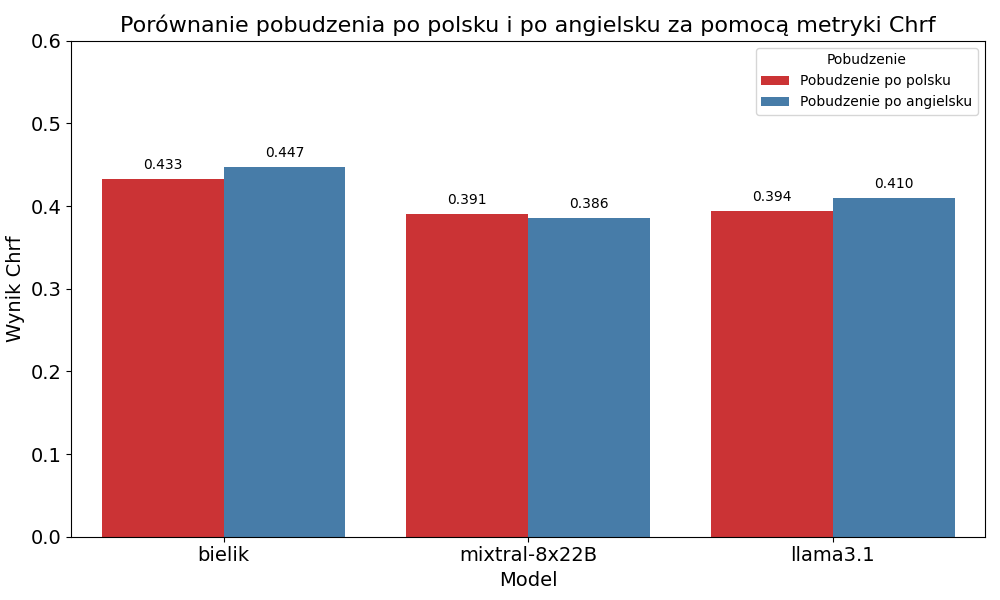 Porównanie pobudzenia po polsku i po angielsku za pomocą metryki Chrf
Wynik Chrf
0.6
0.5
0.4
0.3
0.2
0.1
0.0
Pobudzenie
Pobudzenie po polsku
Pobudzenie po angielsku
0.433
0.447
0.391
0.386
0.394
0.410
bielik
mixtral-8x22B
llama3.1
Model